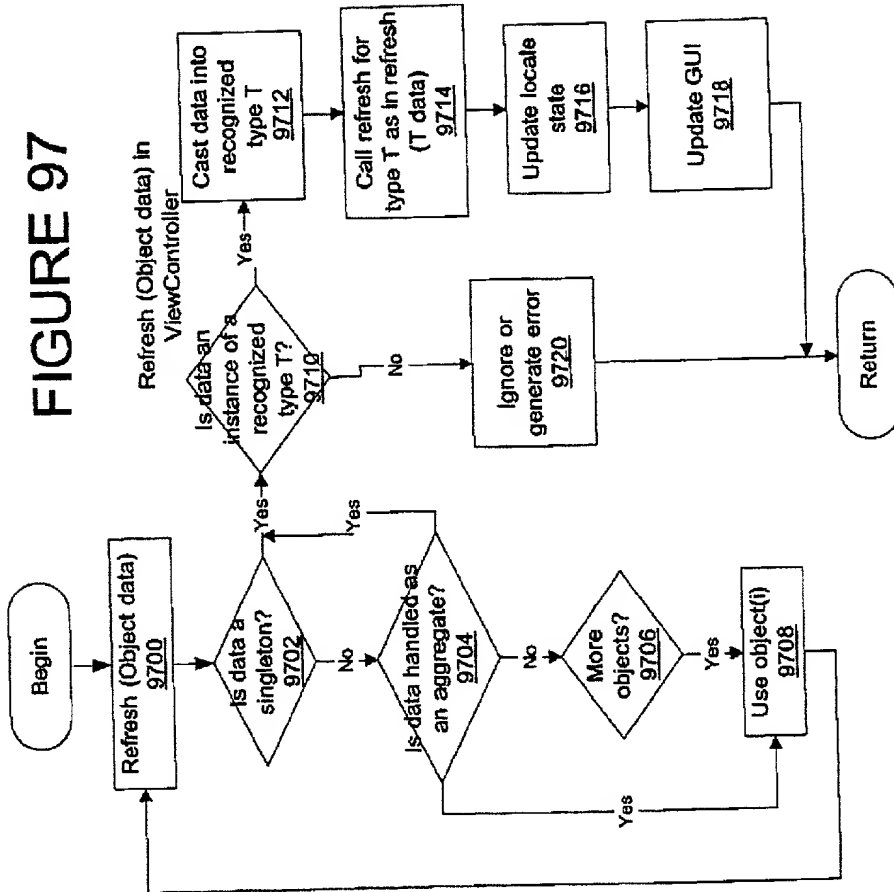 FIGURE 97
Refresh (Object data) in
ViewController
Begin
Refresh (Object data)
9700
Is data a
singleton?
9702
Yes
No
Is data handled as
an aggregate?
9704
Yes
No
Yes
More
objects?
9706
Yes
Use object(i)
9708
Is data an
instance of a
recognized
type T?
9710
Yes
No
Cast data into
recognized
type T
9712
Call refresh for
type T as in refresh
(T data)
9714
Update locale
state
9716
Update GUI
9718
Ignore or
generate error
9720
Return